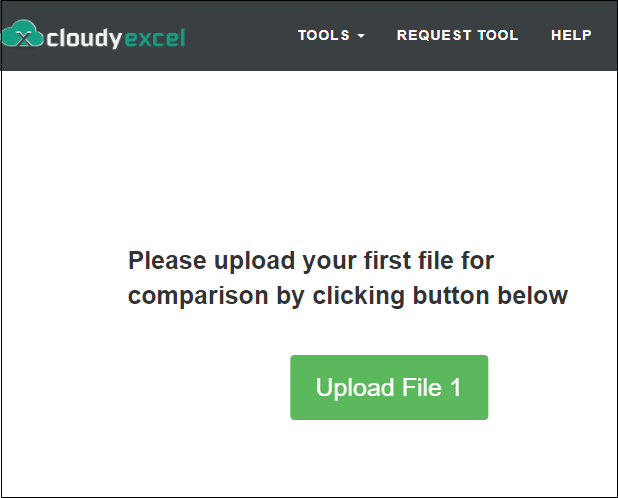 cloudyexcel TOOLS REQUEST TOOL HELP
Please upload your first file for
comparison by clicking button below
Upload File 1